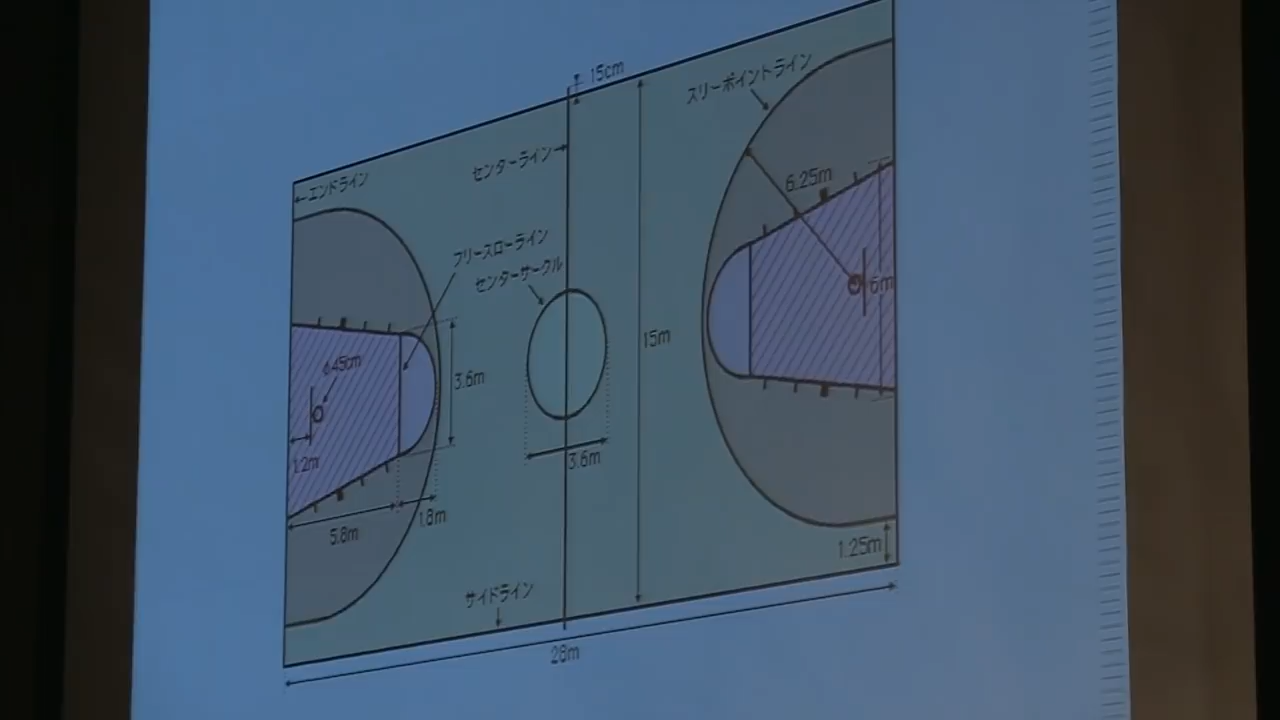 15cm
スリーポイントライン
センターライン
エンドライン
6.25m
フリースローライン
センターサークル
6m
15m
φ45cm
3.6m
3.6m
1.2m
1.8m
5.8m
1.25m
サイドライン
28m